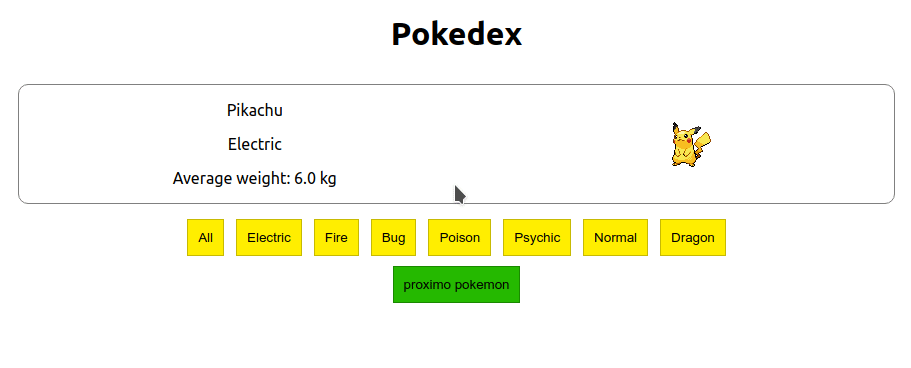 Pokedex
Pikachu
Electric
Average weight: 6.0 kg
All Electric Fire Bug Poison Psychic Normal Dragon
proximo pokemon